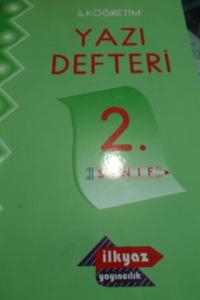 İLKÖĞRETİM
YAZI
DEFTERİ
2.
SINIF
ilkyaz
yayıncılık